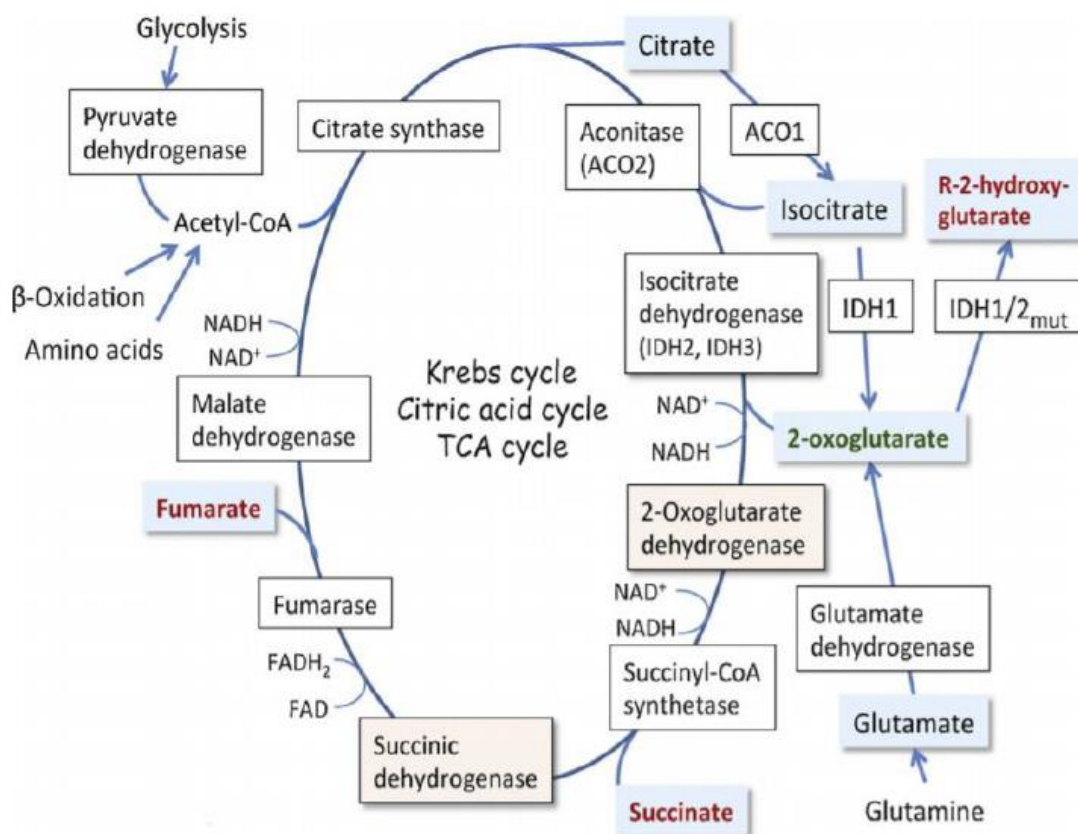 Glycolysis
Citrate
Pyruvate
dehydrogenase
Citrate synthase
Aconitase
(ACO2)
ACO1
R-2-hydroxy-
glutarate
Isocitrate
Acetyl-CoA
β-Oxidation
Amino acids
Isocitrate
dehydrogenase
(IDH2, IDH3)
IDH1
IDH1/2mut
NADH
NAD⁺
Krebs cycle
Citric acid cycle
TCA cycle
NAD⁺
NADH
2-oxoglutarate
Malate
dehydrogenase
Fumarate
2-Oxoglutarate
dehydrogenase
Fumarase
NAD⁺
NADH
Glutamate
dehydrogenase
FADH₂
FAD
Succinyl-CoA
synthetase
Succinic
dehydrogenase
Glutamate
Succinate
Glutamine